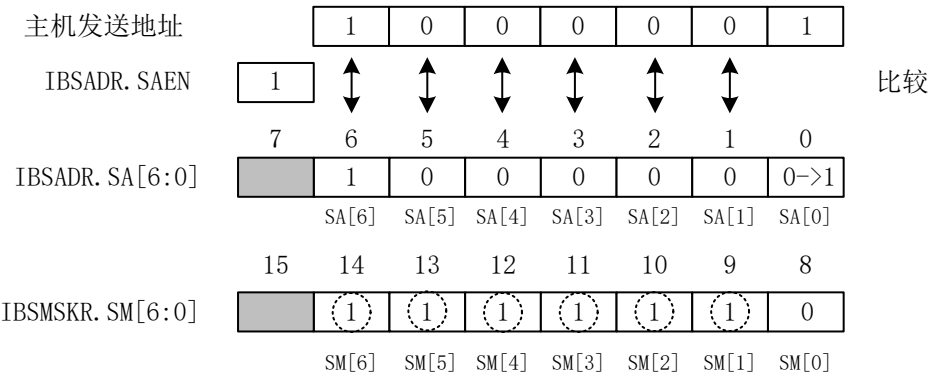 主机发送地址 1 0 0 0 0 0 1
IBSADR.SAEN 1 比较
7 6 5 4 3 2 1 0
IBSADR.SA[6:0] 1 0 0 0 0 0 0->1
SA[6] SA[5] SA[4] SA[3] SA[2] SA[1] SA[0]
15 14 13 12 11 10 9 8
IBSMSKR.SM[6:0] 1 1 1 1 1 1 0
SM[6] SM[5] SM[4] SM[3] SM[2] SM[1] SM[0]